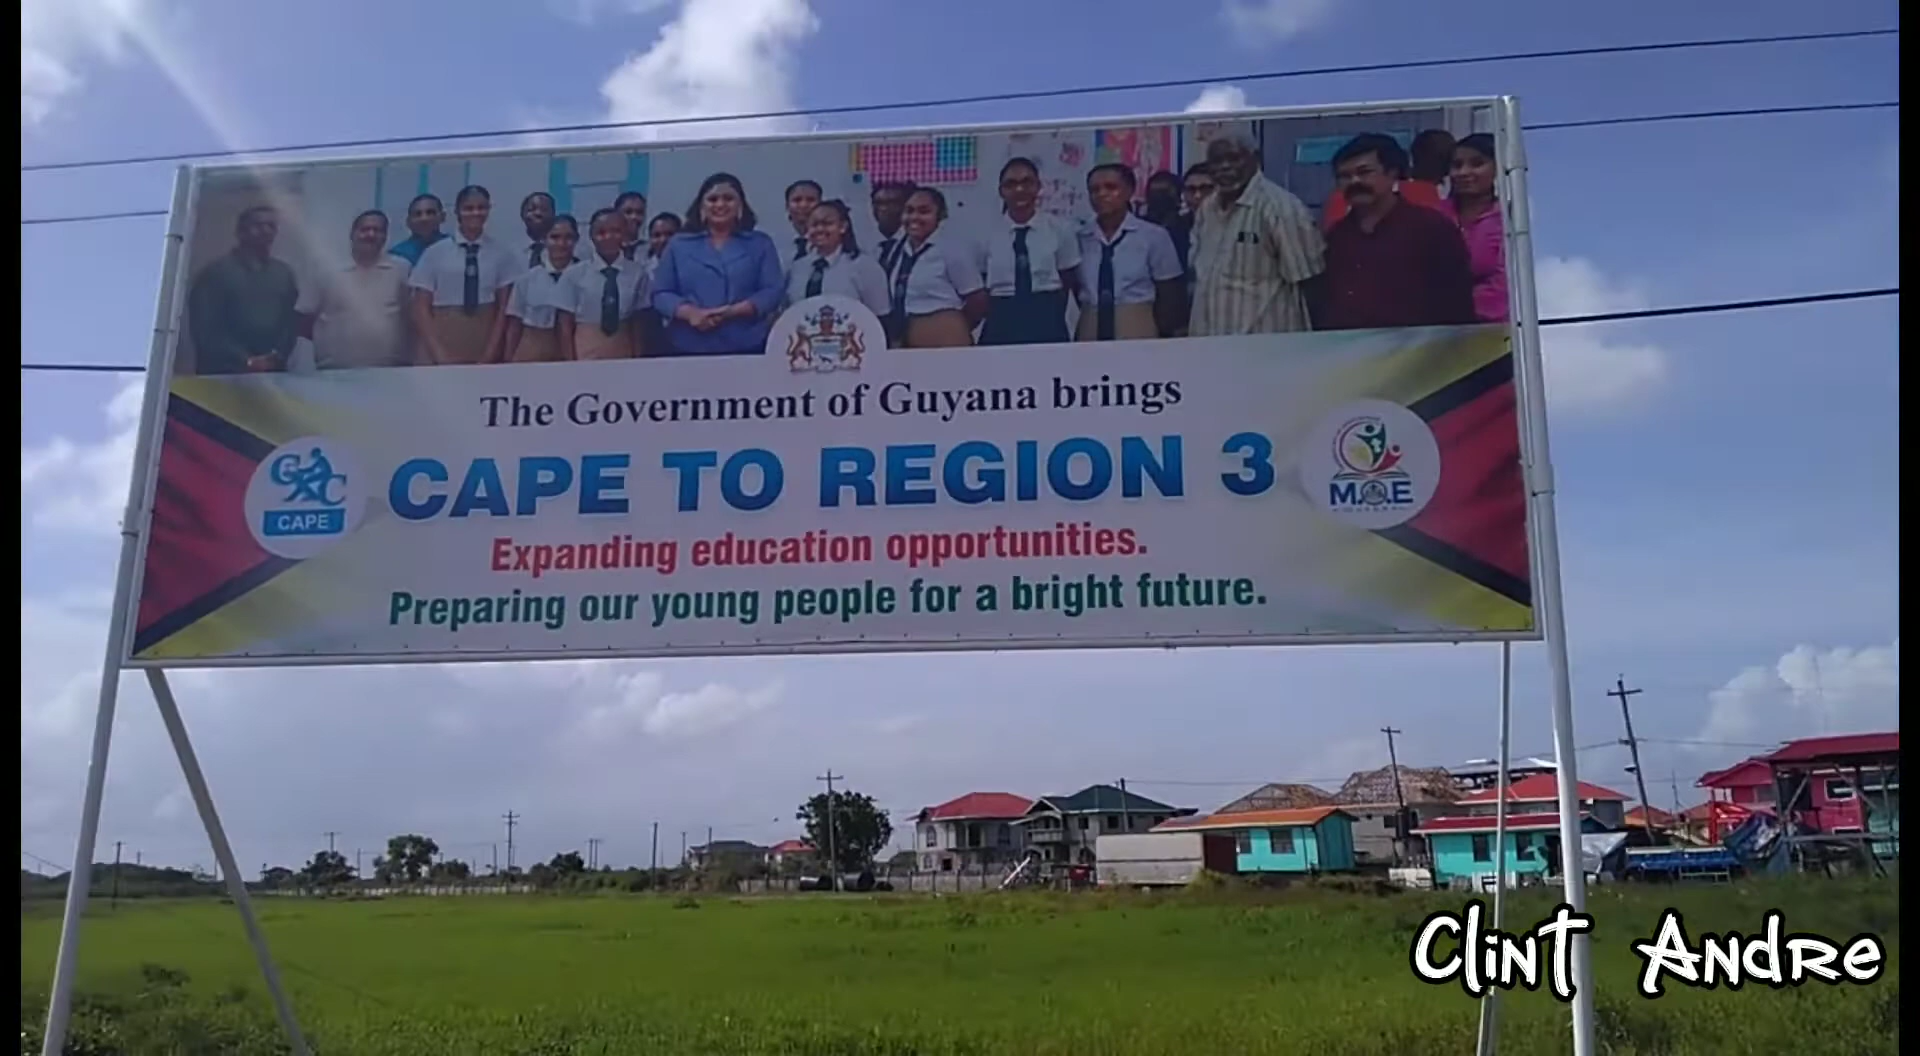 The Government of Guyana brings
CXC
CAPE
CAPE TO REGION 3
M.O.E
Expanding education opportunities.
Preparing our young people for a bright future.
Clint Andre